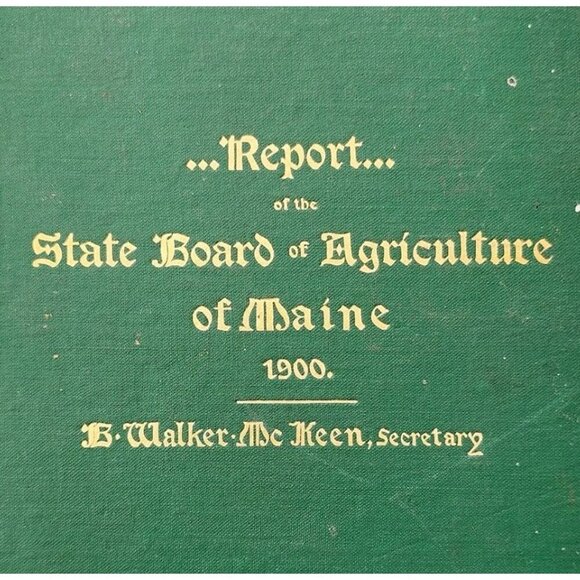 ...Report...
of the
State Board of Agriculture
of Maine
1900.
B. Walker Mc Keen, Secretary